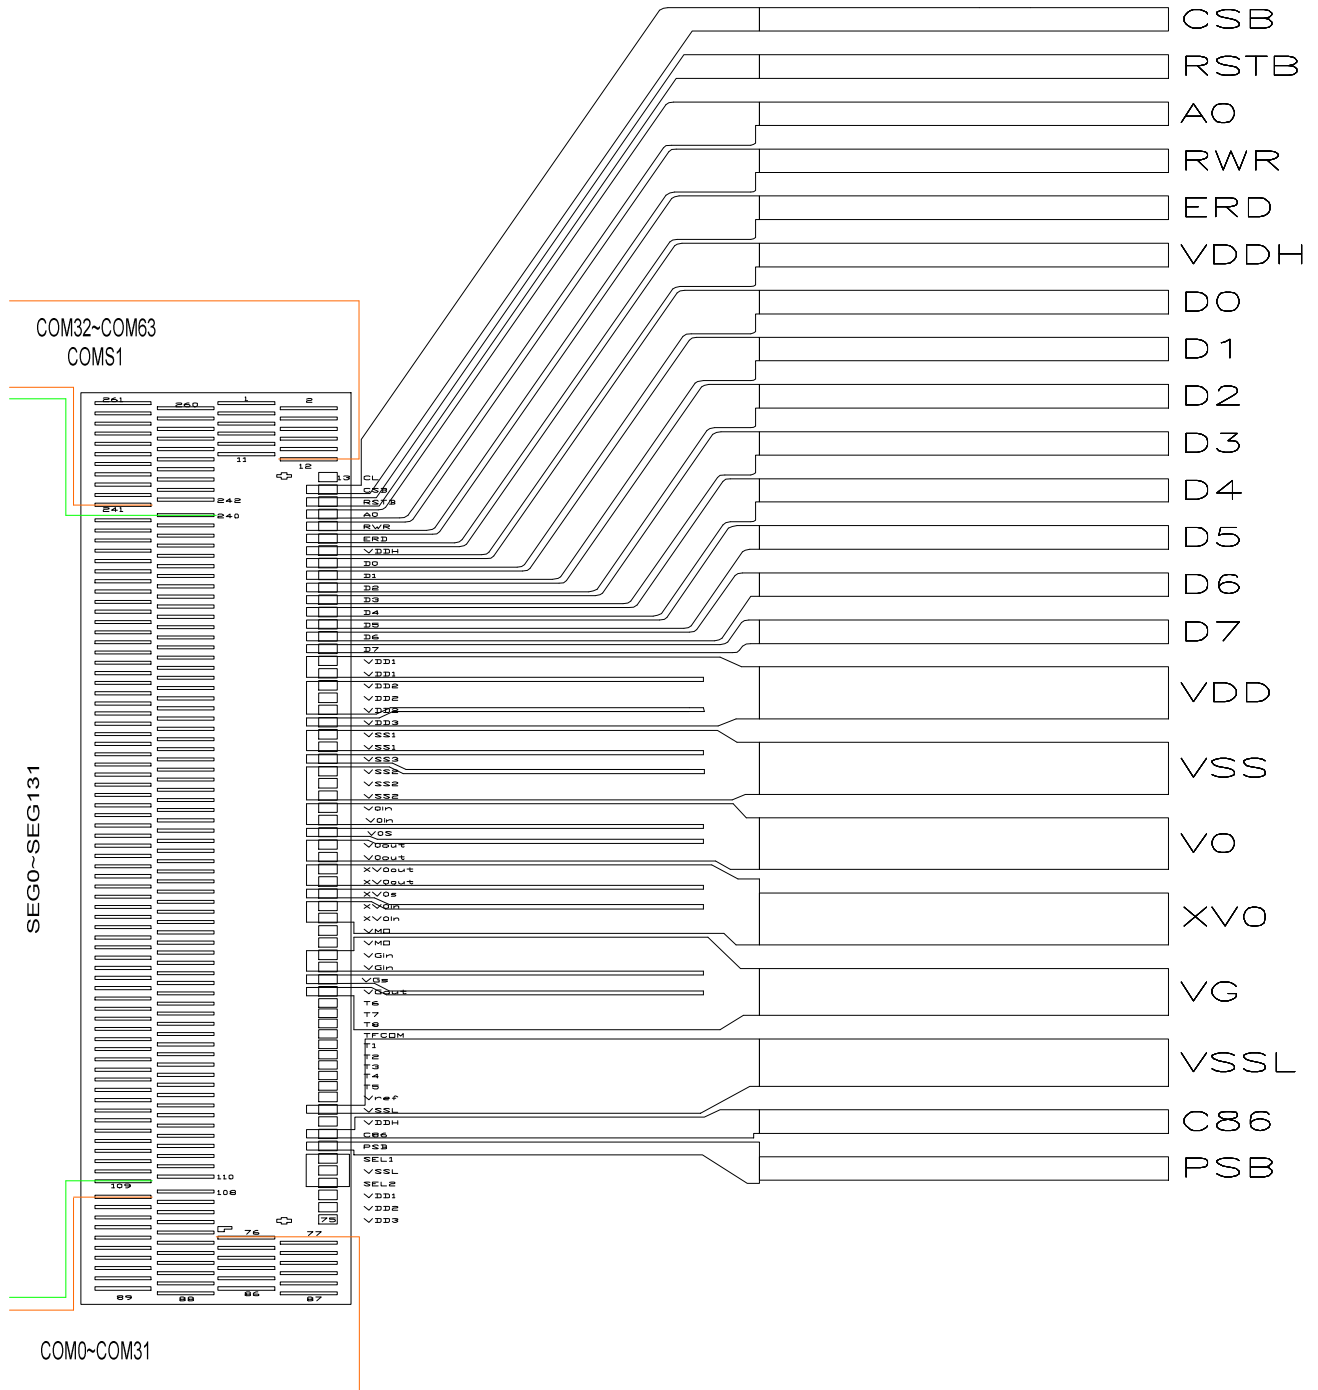 CSB
RSTB
A0
RWR
ERD
VDDH
D0
D1
D2
D3
D4
D5
D6
D7
VDD
VSS
V0
XV0
VG
VSSL
C86
PSB
COM32~COM63
COMS1
261
260
1
2
11
12
242
241
240
13 CL
CSB
RSTB
A0
RWR
ERD
VDDH
D0
D1
D2
D3
D4
D5
D6
D7
VDD1
VDD1
VDD2
VDD2
VDD2
VDD3
VSS1
VSS1
VSS3
VSS2
VSS2
VSS2
V0in
V0in
V0S
V0out
V0out
XV0out
XV0out
XV0s
XV0in
XV0in
VMO
VMO
VGin
VGin
VGs
VGout
T6
T7
T8
TFCOM
T1
T2
T3
T4
T5
Vref
VSSL
VDDH
C86
PSB
SEL1
VSSL
SEL2
VDD1
VDD2
75 VDD3
SEG0~SEG131
110
109
108
76
77
89
88
86
87
COM0~COM31